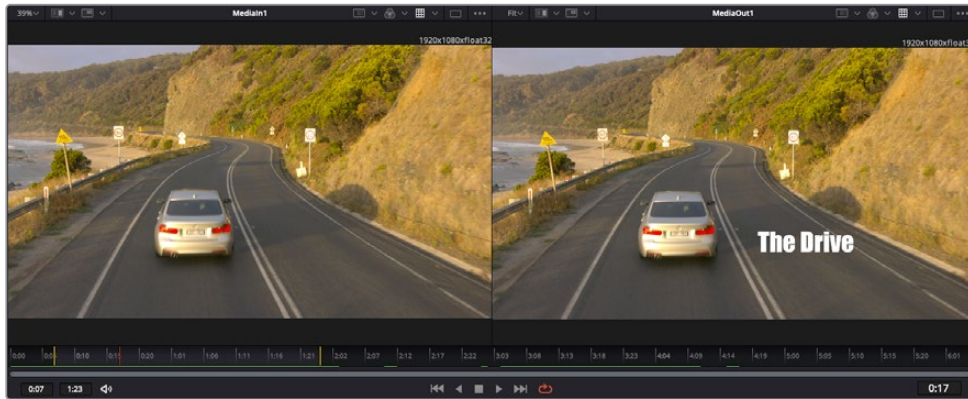 39%
MediaIn1
Fit
MediaOut1
1920x1080xfloat32
1920x1080xfloat3
The Drive
0:00 0:10 0:20 1:01 1:06 1:11 1:16 1:21 2:02 2:07 2:12 2:17 2:22 3:03 3:08 3:13 3:18 3:23 4:04 4:09 4:14 4:19 5:00 5:05 5:10 5:15 5:20 6:01
0:07 1:23 0:17